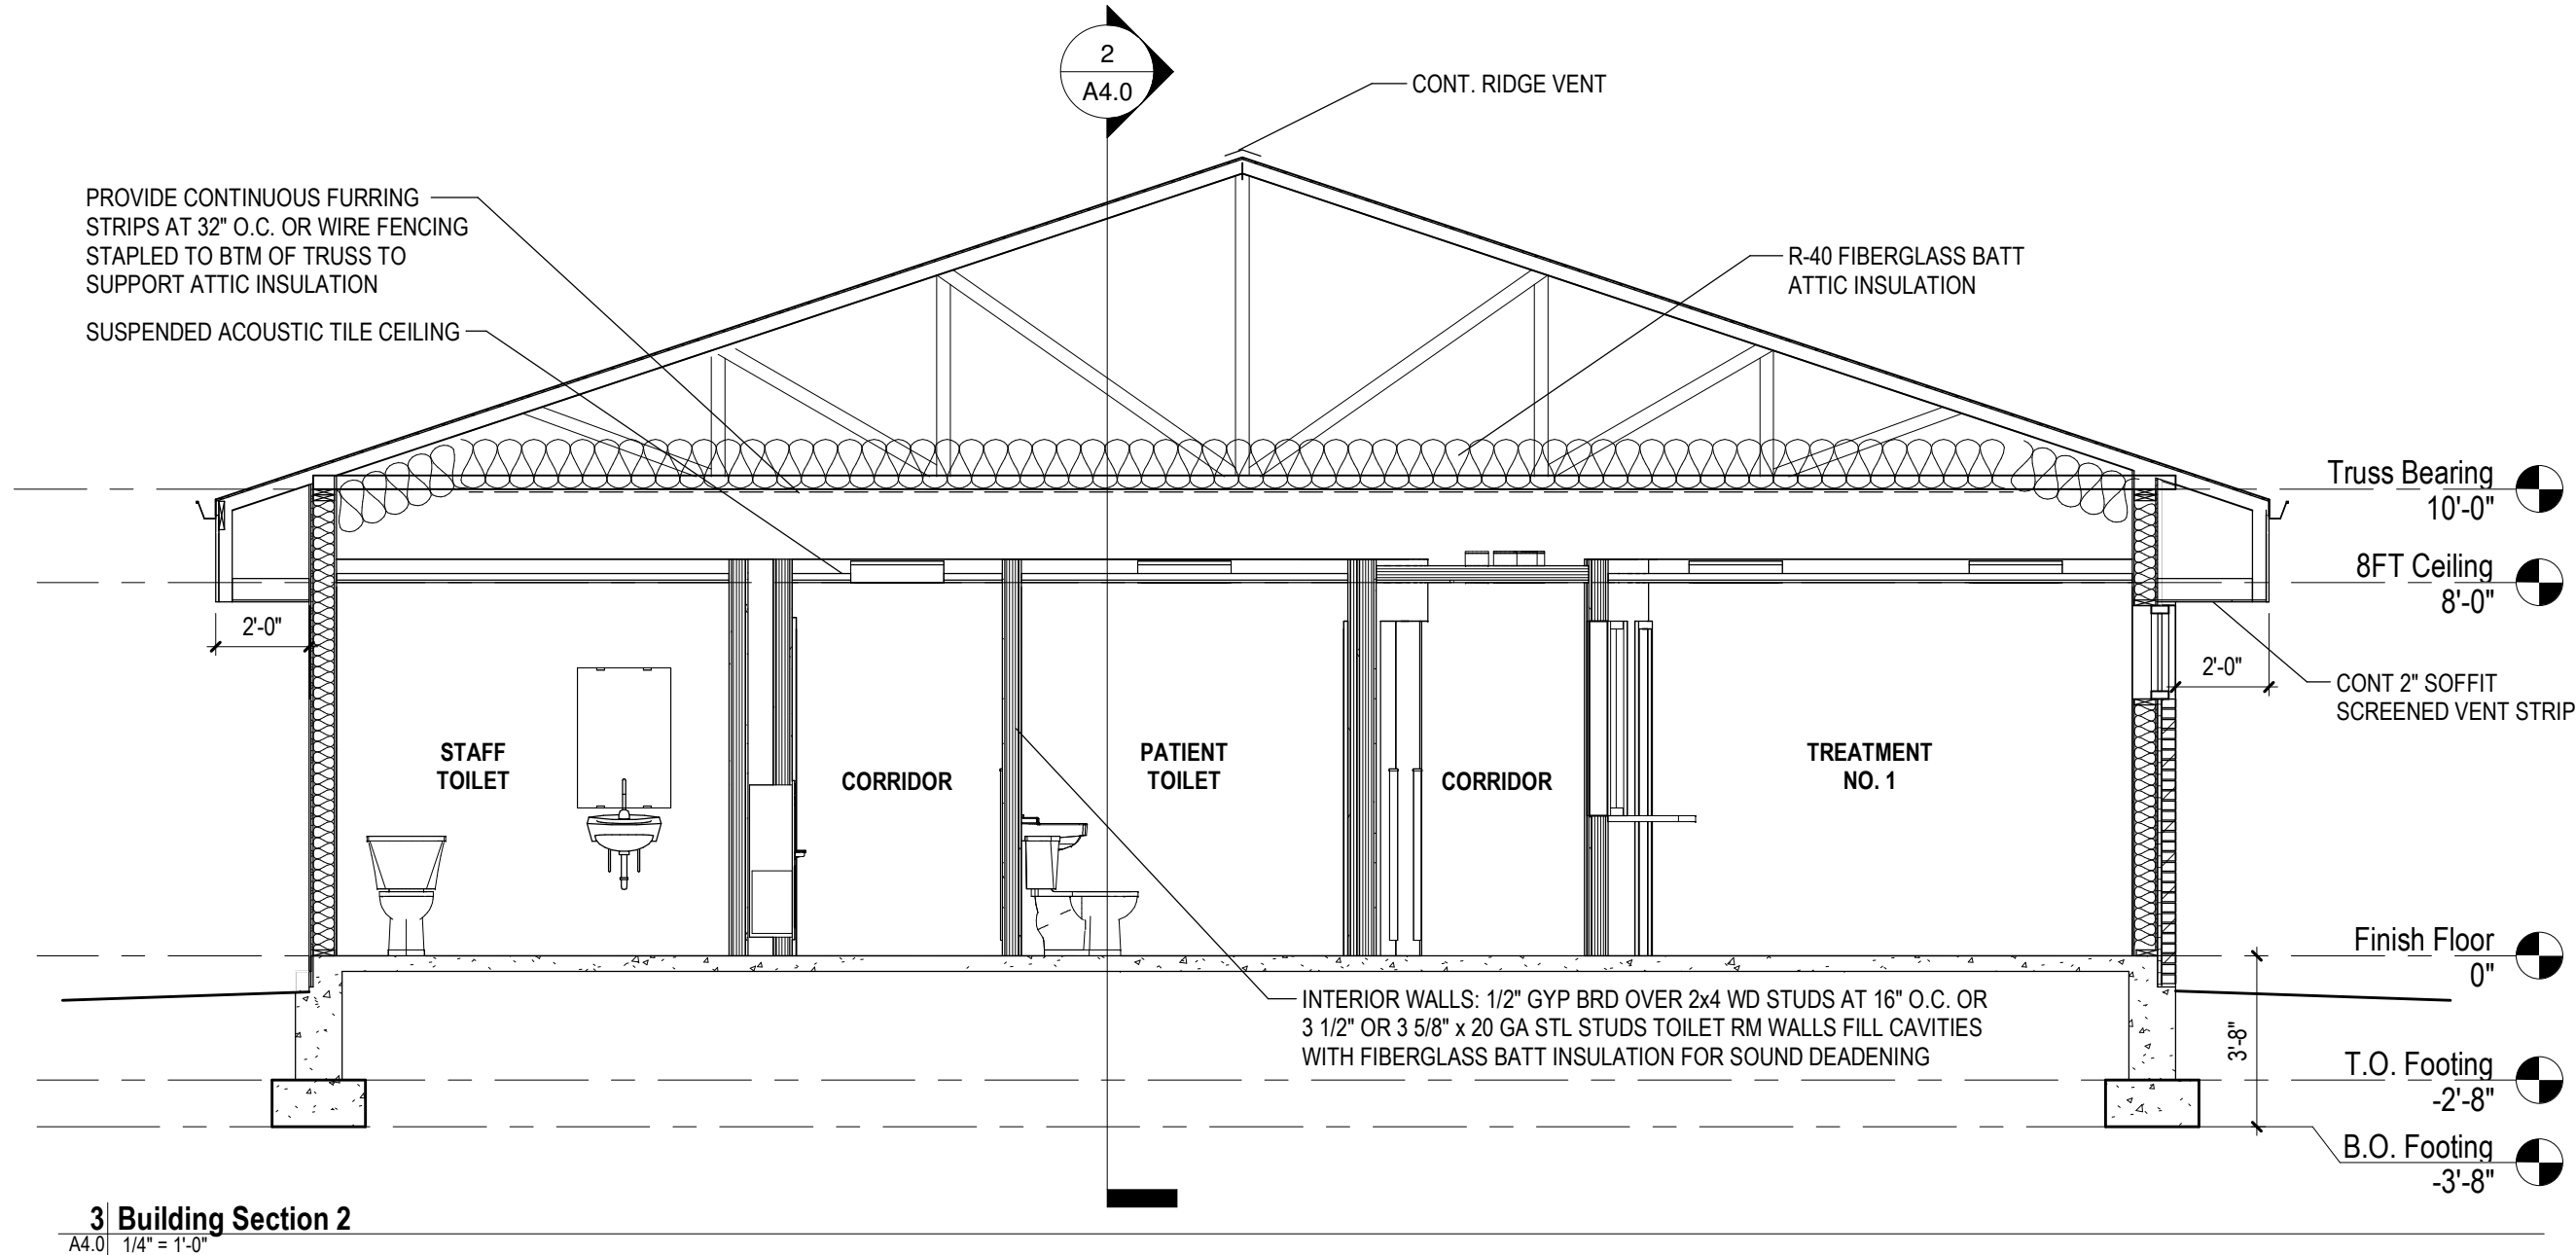 2
A4.0
CONT. RIDGE VENT
PROVIDE CONTINUOUS FURRING
STRIPS AT 32" O.C. OR WIRE FENCING
STAPLED TO BTM OF TRUSS TO
SUPPORT ATTIC INSULATION
SUSPENDED ACOUSTIC TILE CEILING
R-40 FIBERGLASS BATT
ATTIC INSULATION
Truss Bearing
10'-0"
8FT Ceiling
8'-0"
2'-0"
2'-0"
CONT 2" SOFFIT
SCREENED VENT STRIP
STAFF
TOILET
CORRIDOR
PATIENT
TOILET
CORRIDOR
TREATMENT
NO. 1
Finish Floor
0"
INTERIOR WALLS: 1/2" GYP BRD OVER 2x4 WD STUDS AT 16" O.C. OR
3 1/2" OR 3 5/8" x 20 GA STL STUDS TOILET RM WALLS FILL CAVITIES
WITH FIBERGLASS BATT INSULATION FOR SOUND DEADENING
3'-8"
T.O. Footing
-2'-8"
B.O. Footing
-3'-8"
3 Building Section 2
A4.0 1/4" = 1'-0"